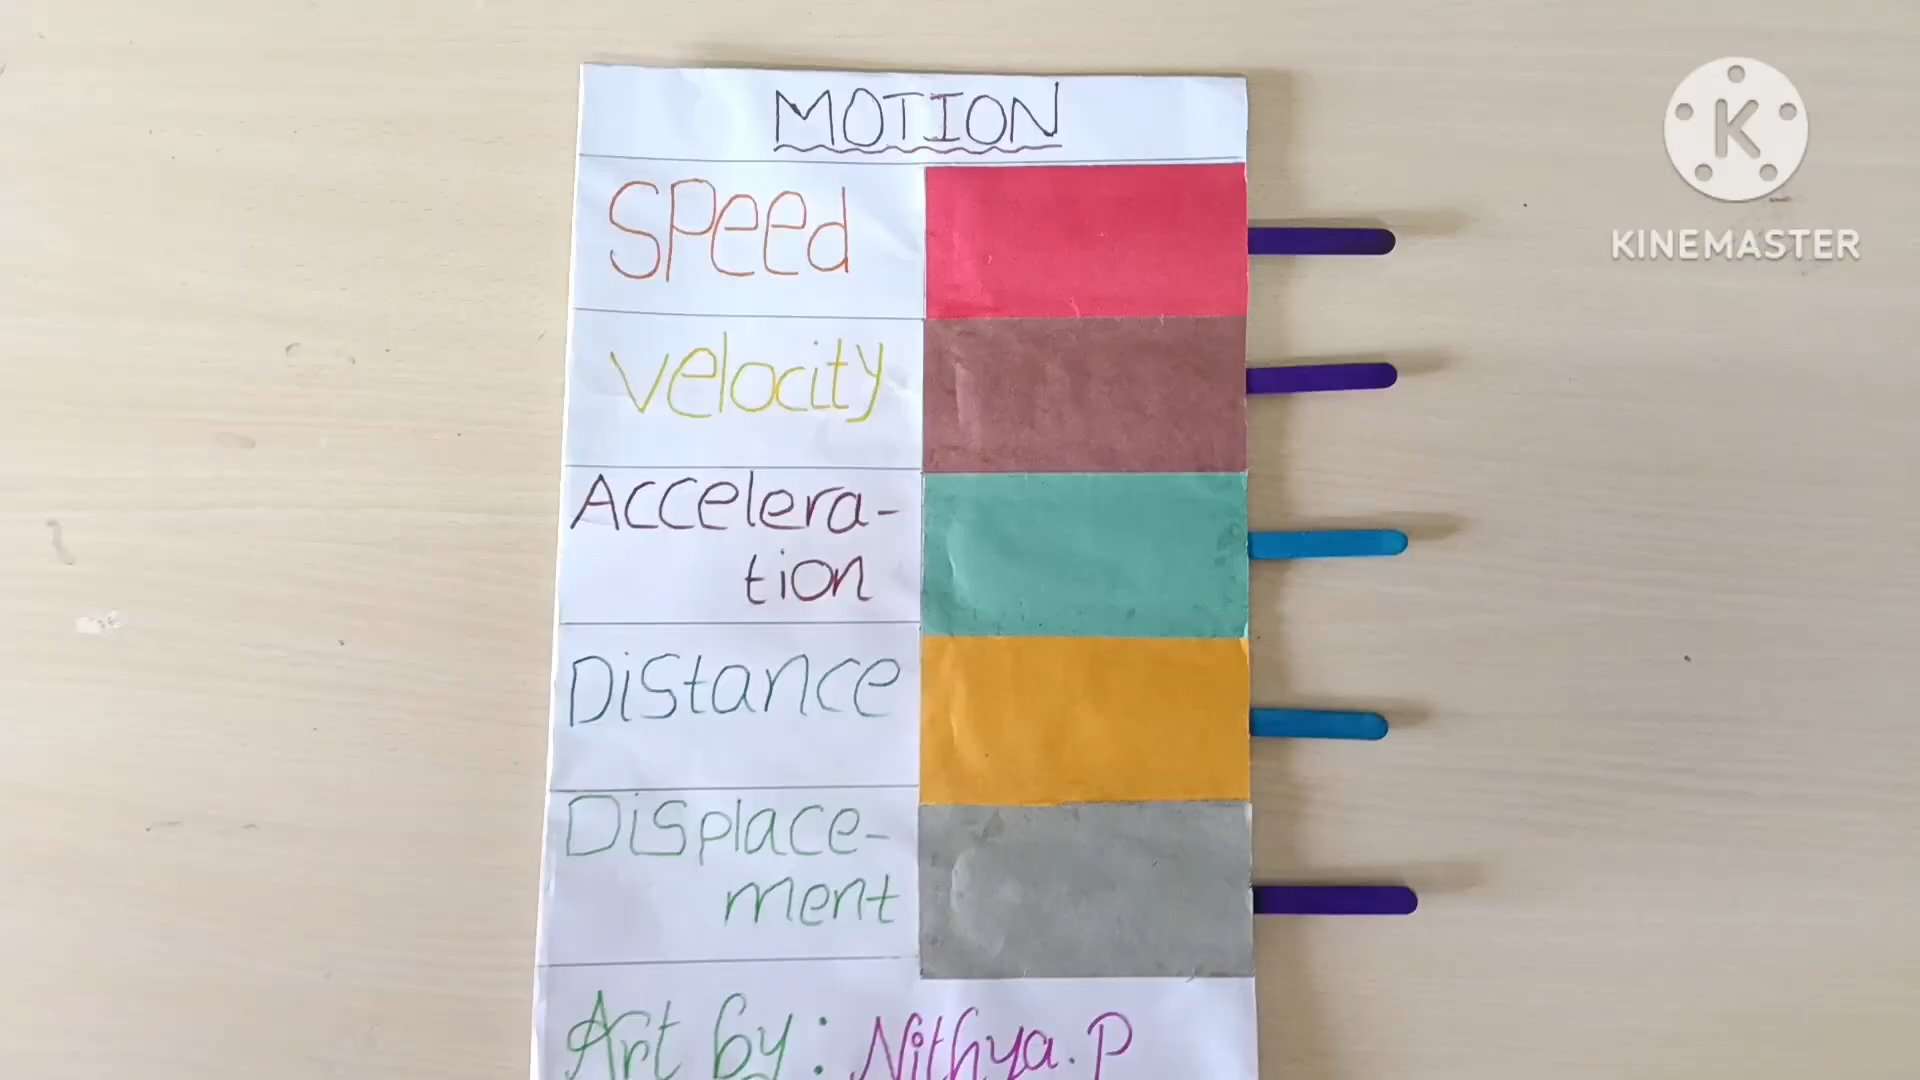 MOTION
Speed
Velocity
Accelera-
tion
Distance
Displace-
ment
Art by: Nithya.P
K
KINEMASTER